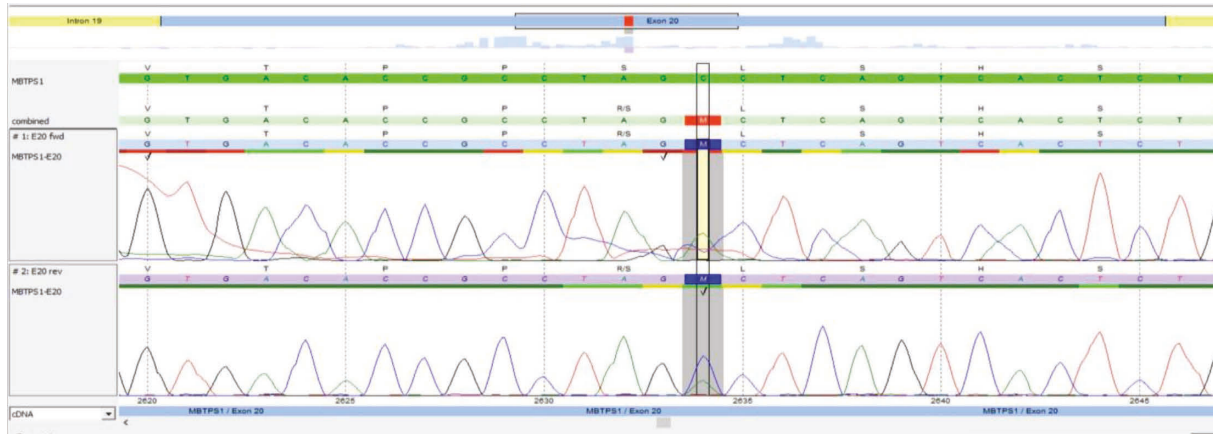 Intron 19 Exon 20
V T P P S L S H S
MBTPS1 G T G A C A C C G C C T A G C C T C A G T C A C T C T
V T P P R/S L S H S
combined G T G A C A C C G C C T A G M C T C A G T C A C T C T
# 1: E20 fwd V T P P R/S L S H S
G T G A C A C C G C C T A G M C T C A G T C A C T C T
MBTPS1-E20
# 2: E20 rev V T P P R/S L S H S
G T G A C A C C G C C T A G M C T C A G T C A C T C T
MBTPS1-E20
2620 2625 2630 2635 2640 2645
cDNA MBTPS1 / Exon 20 MBTPS1 / Exon 20 MBTPS1 / Exon 20